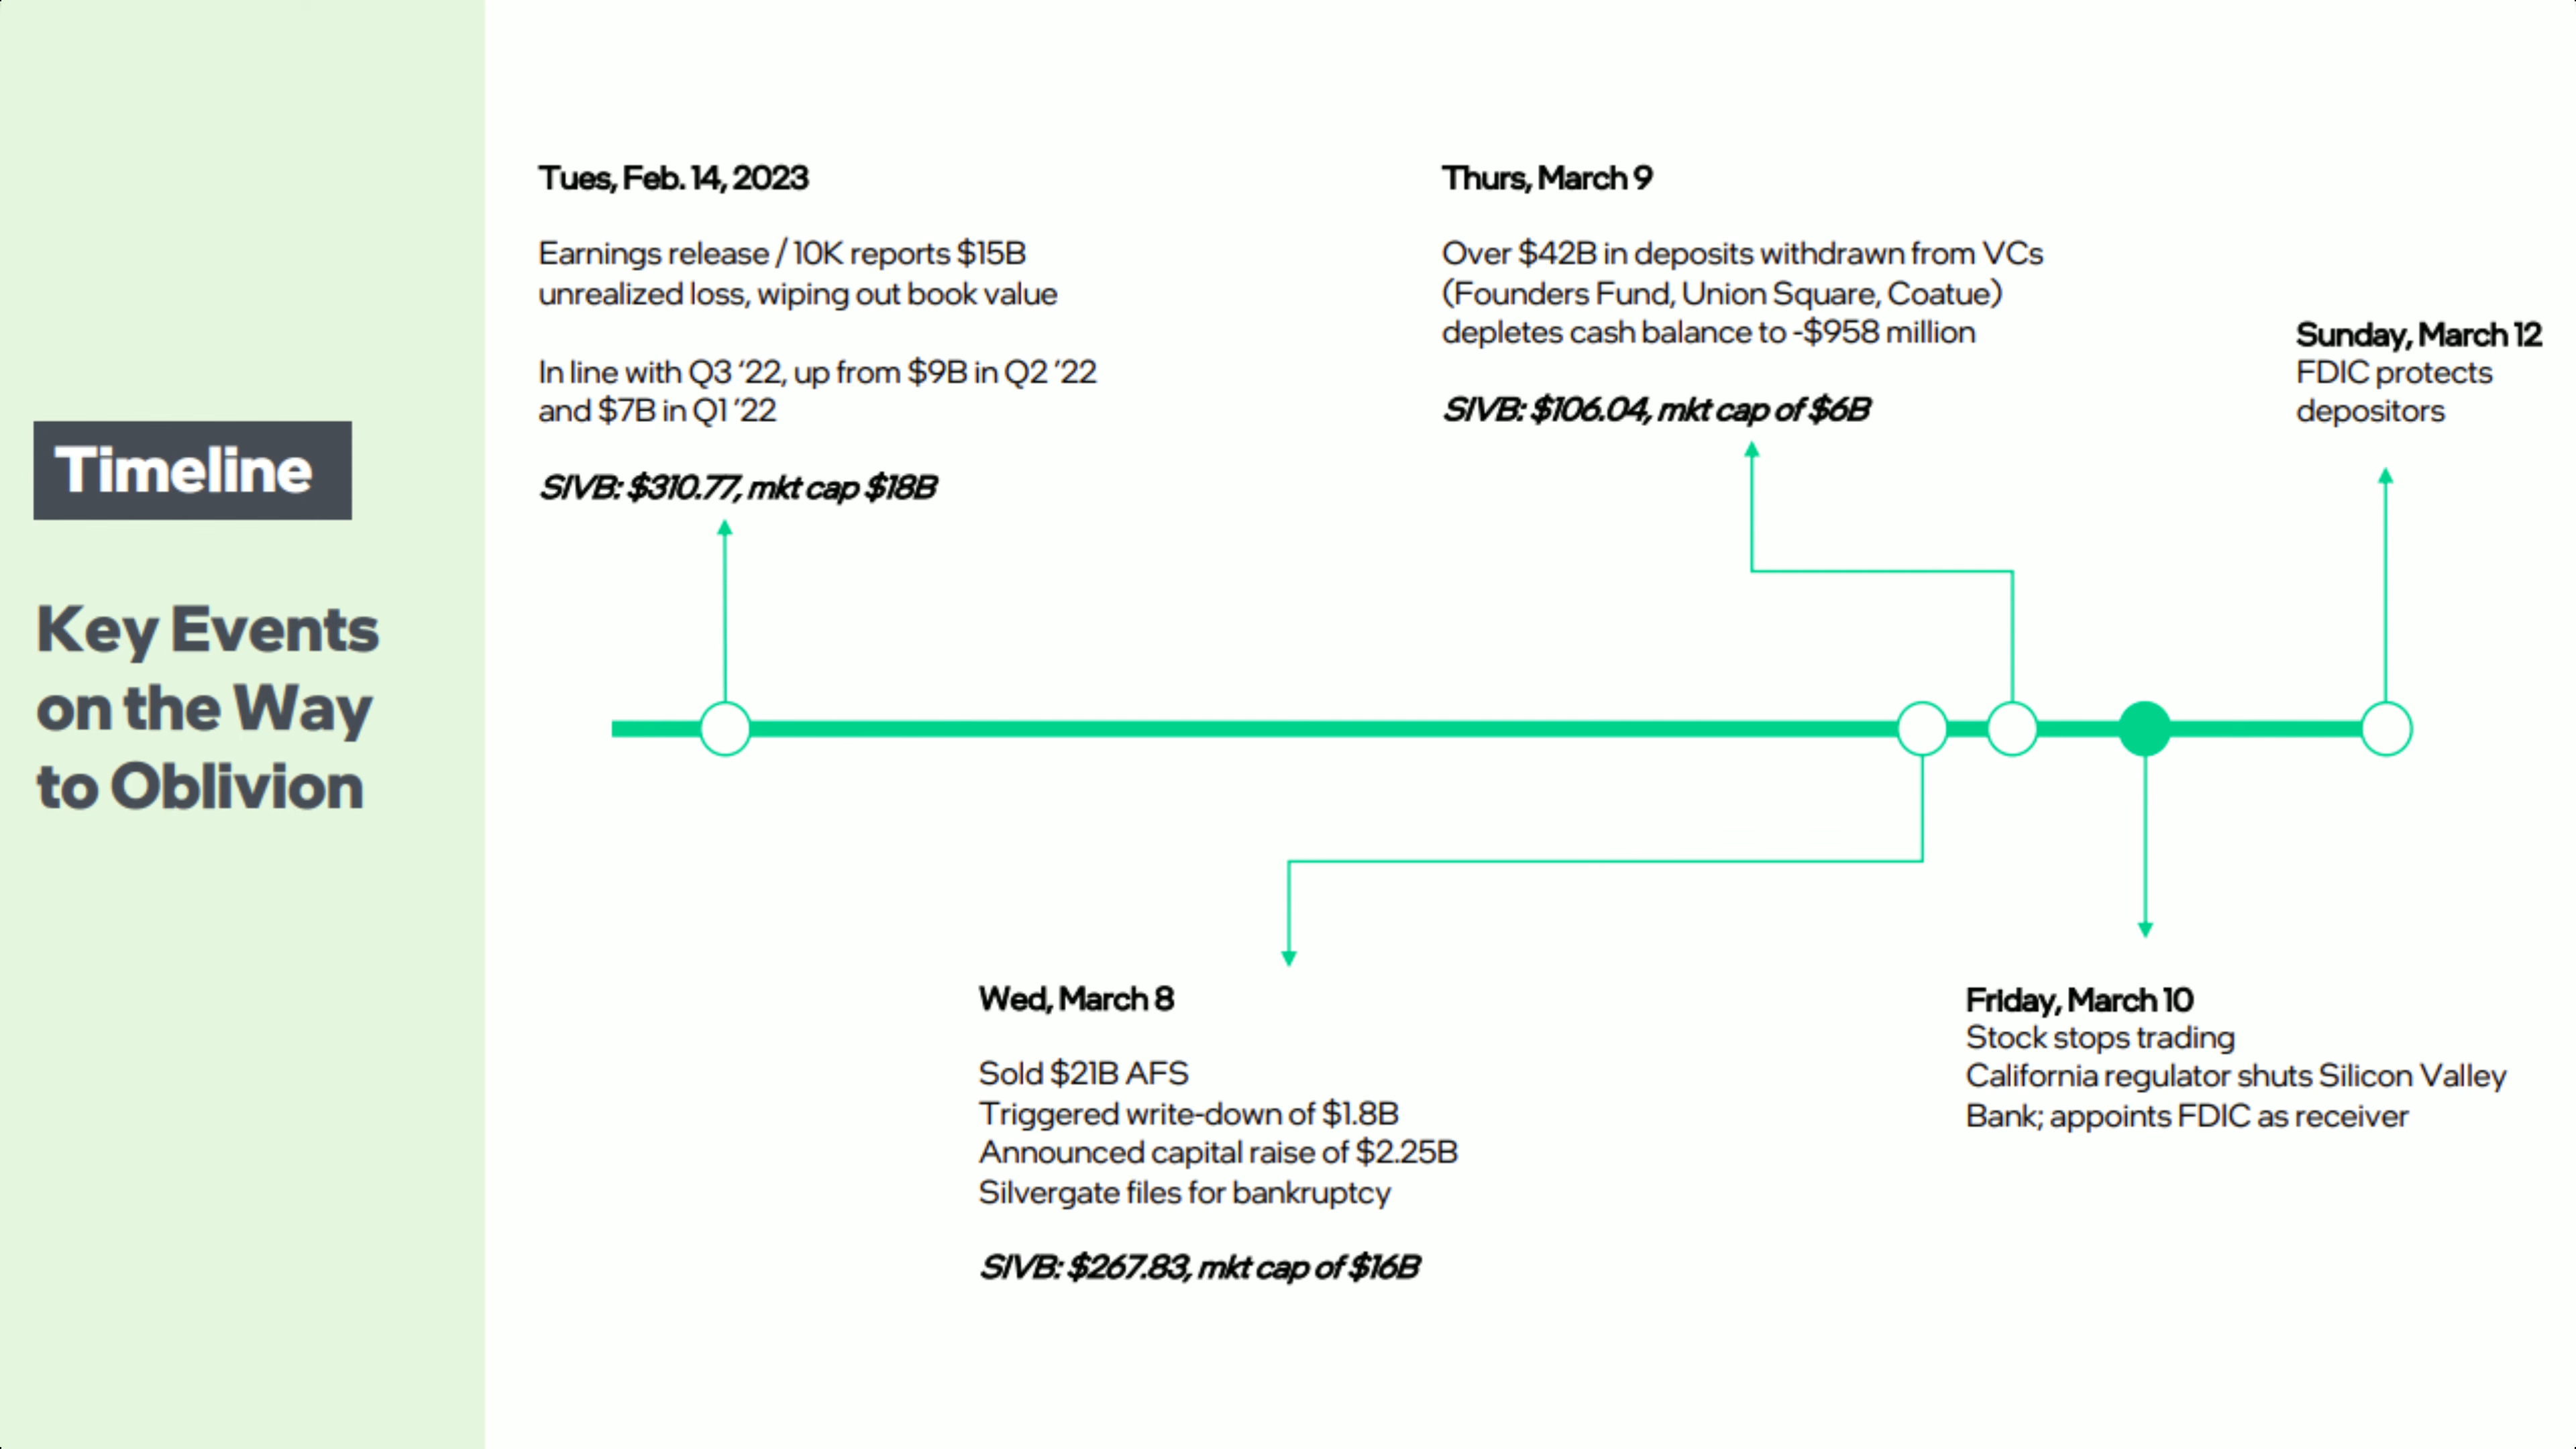 Timeline
Key Events
on the Way
to Oblivion
Tues, Feb. 14, 2023
Earnings release / 10K reports $15B
unrealized loss, wiping out book value
In line with Q3 ’22, up from $9B in Q2 ’22
and $7B in Q1 ’22
SIVB: $310.77, mkt cap $18B
Wed, March 8
Sold $21B AFS
Triggered write-down of $1.8B
Announced capital raise of $2.25B
Silvergate files for bankruptcy
SIVB: $267.83, mkt cap of $16B
Thurs, March 9
Over $42B in deposits withdrawn from VCs
(Founders Fund, Union Square, Coatue)
depletes cash balance to -$958 million
SIVB: $106.04, mkt cap of $6B
Friday, March 10
Stock stops trading
California regulator shuts Silicon Valley
Bank; appoints FDIC as receiver
Sunday, March 12
FDIC protects
depositors